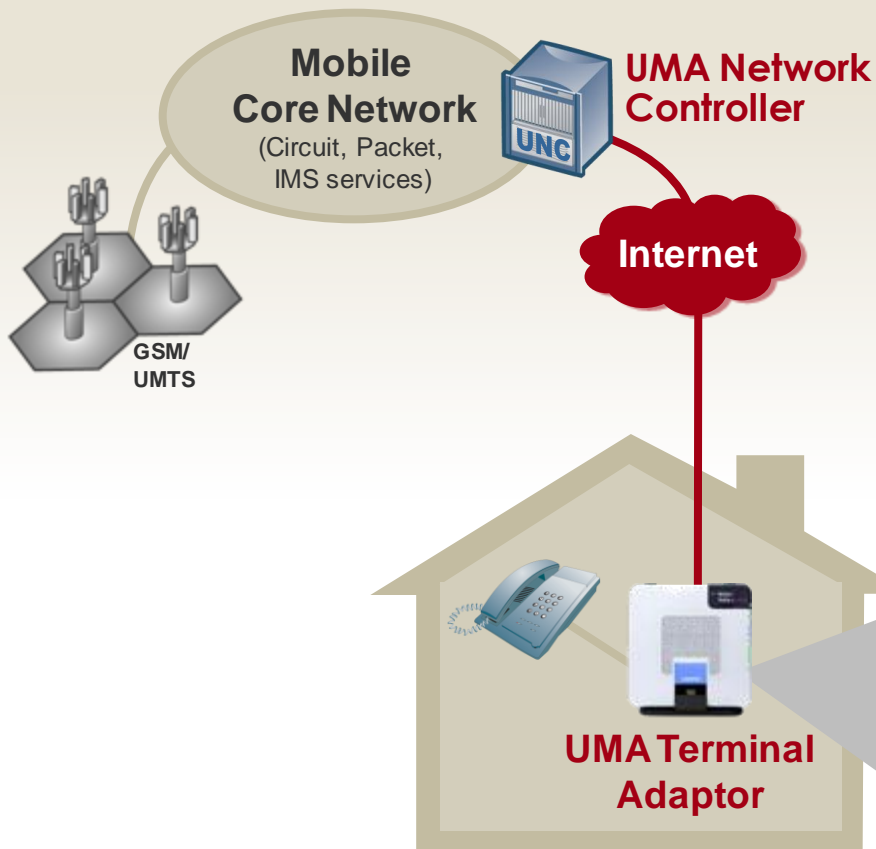 Mobile
Core Network
(Circuit, Packet,
IMS services)
UNC
UMA Network
Controller
Internet
GSM/
UMTS
UMA Terminal
Adaptor